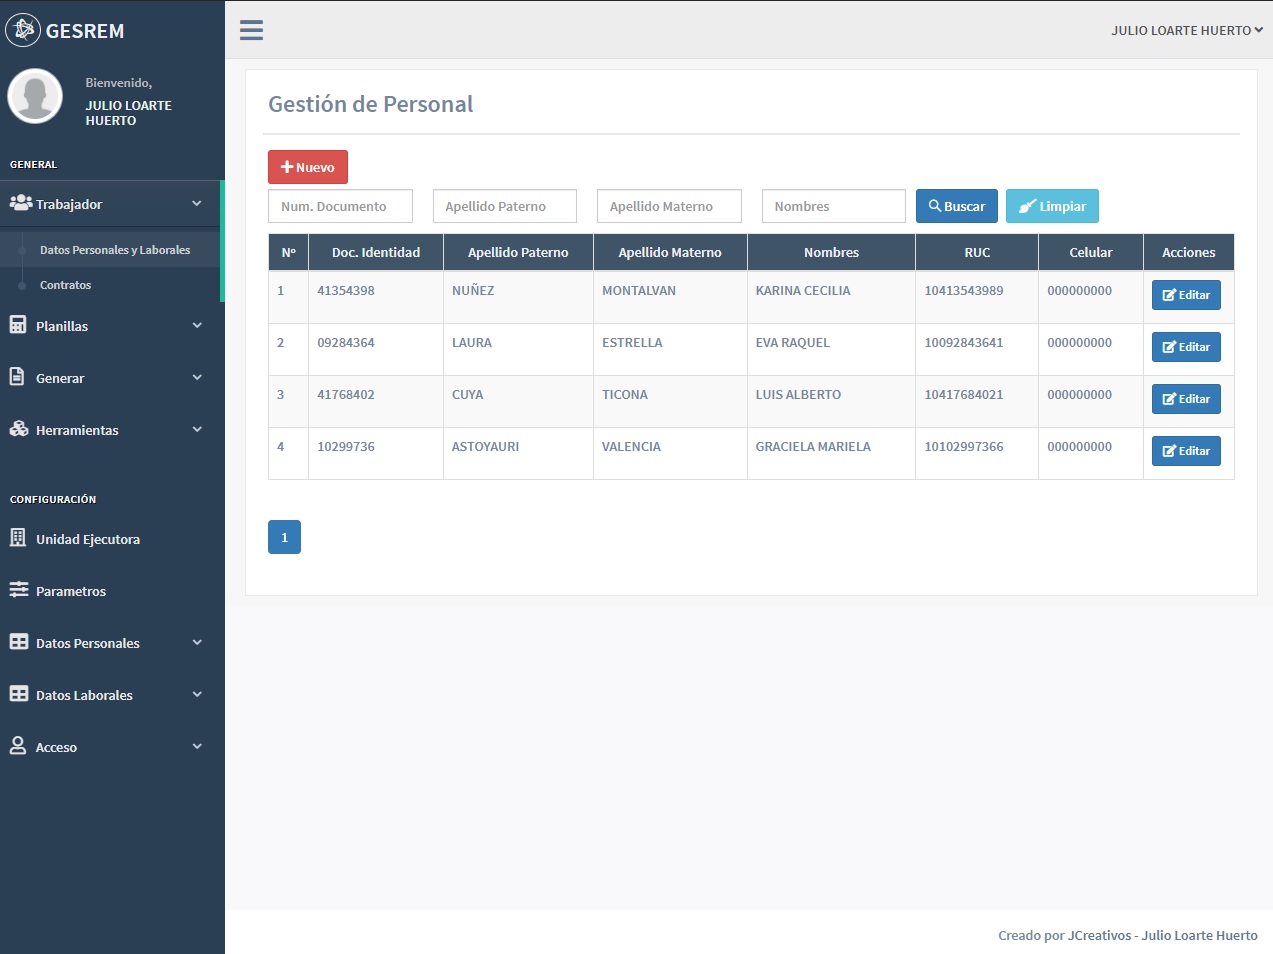 GESREM
JULIO LOARTE HUERTO
Bienvenido,
JULIO LOARTE
HUERTO
GENERAL
Trabajador
Datos Personales y Laborales
Contratos
Planillas
Generar
Herramientas
CONFIGURACIÓN
Unidad Ejecutora
Parametros
Datos Personales
Datos Laborales
Acceso
Gestión de Personal
Nuevo
Num. Documento Apellido Paterno Apellido Materno Nombres Buscar Limpiar
Nº Doc. Identidad Apellido Paterno Apellido Materno Nombres RUC Celular Acciones
1 41354398 NUÑEZ MONTALVAN KARINA CECILIA 10413543989 000000000 Editar
2 09284364 LAURA ESTRELLA EVA RAQUEL 10092843641 000000000 Editar
3 41768402 CUYA TICONA LUIS ALBERTO 10417684021 000000000 Editar
4 10299736 ASTOYAURI VALENCIA GRACIELA MARIELA 10102997366 000000000 Editar
1
Creado por JCreativos - Julio Loarte Huerto